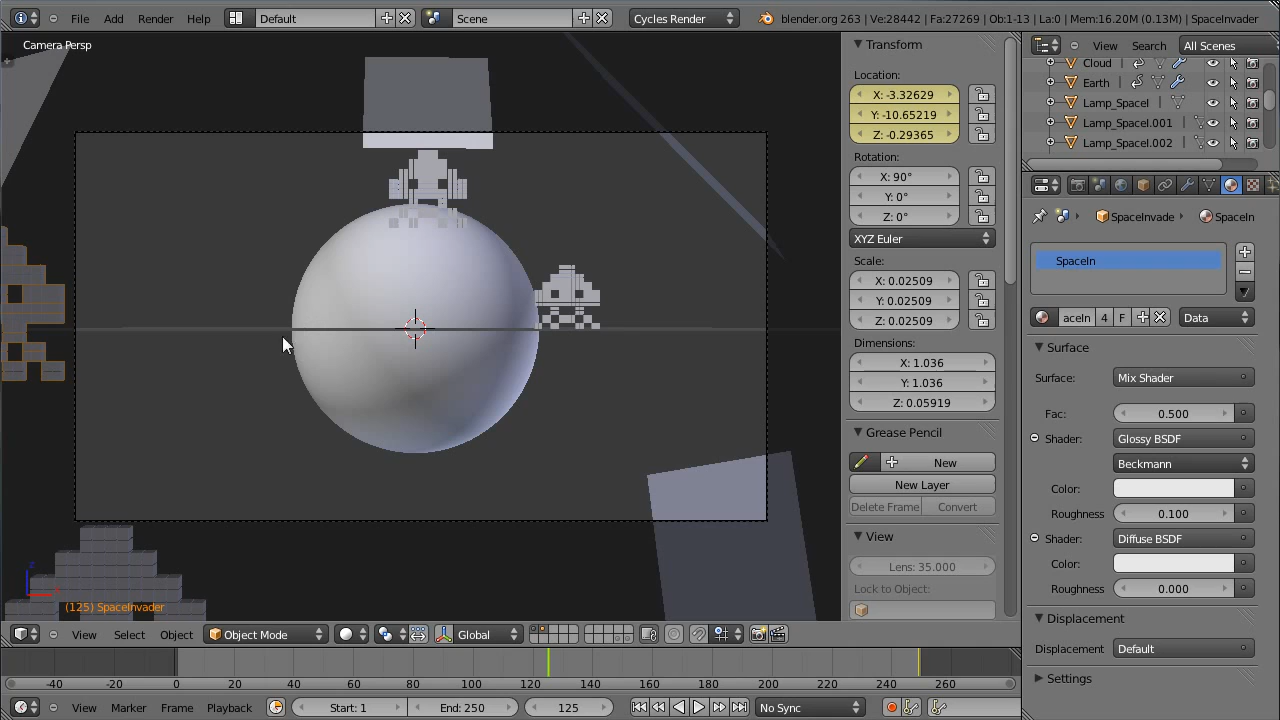 File Add Render Help Default Scene Cycles Render blender.org 263 | Ve:28442 | Fa:27269 | Ob:1-13 | La:0 | Mem:16.20M (0.13M) | SpaceInvader
Camera Persp
(125) SpaceInvader
Transform
Location:
X: -3.32629
Y: -10.65219
Z: -0.29365
Rotation:
X: 90°
Y: 0°
Z: 0°
XYZ Euler
Scale:
X: 0.02509
Y: 0.02509
Z: 0.02509
Dimensions:
X: 1.036
Y: 1.036
Z: 0.05919
Grease Pencil
New
New Layer
Delete Frame Convert
View
Lens: 35.000
Lock to Object:
View Search All Scenes
Cloud
Earth
Lamp_SpaceI
Lamp_SpaceI.001
Lamp_SpaceI.002
SpaceInvade SpaceIn
SpaceIn
aceIn 4 F Data
Surface
Surface: Mix Shader
Fac: 0.500
Shader: Glossy BSDF
Beckmann
Color:
Roughness 0.100
Shader: Diffuse BSDF
Color:
Roughness 0.000
Displacement
Displacement Default
Settings
View Select Object Object Mode Global
-40 -20 0 20 40 60 80 100 120 140 160 180 200 220 240 260
View Marker Frame Playback Start: 1 End: 250 125 No Sync